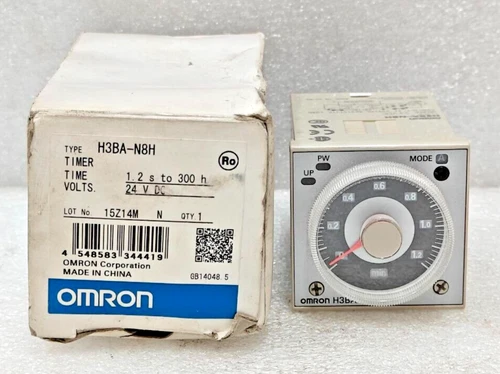 TYPE H3BA-N8H
TIMER
TIME 1.2 s to 300 h
VOLTS. 24 V DC
LOT No. 15Z14M N QTY. 1
4 548583 344419
OMRON Corporation
MADE IN CHINA
GB14048.5
Ro
OMRON
PW
UP
MODE
0
0.2
0.4
0.6
0.8
1.0
1.2
OMRON